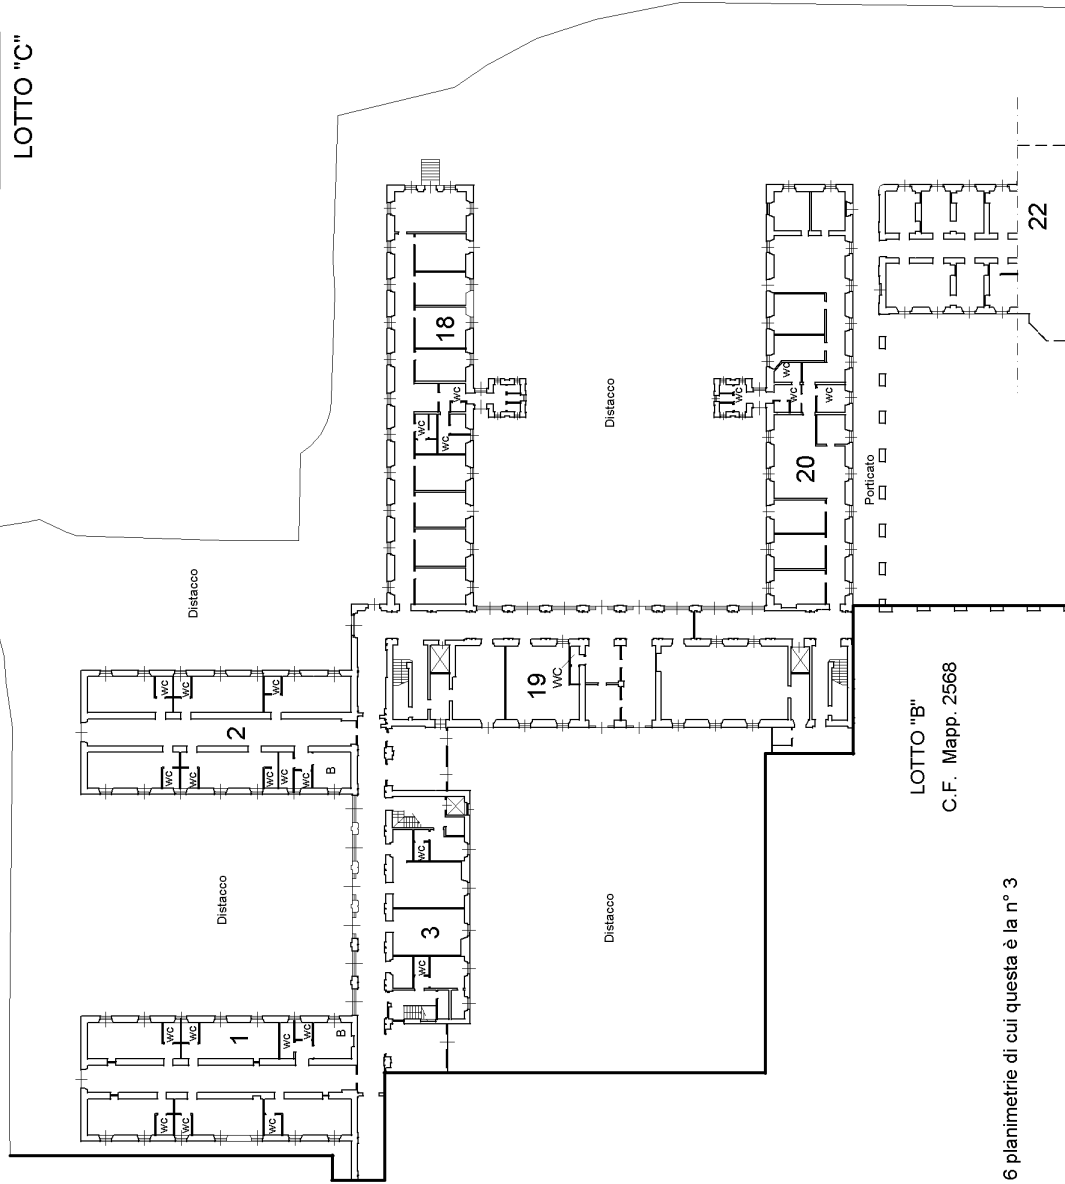 LOTTO "C"
18
22
WC
WC
WC
Distacco
WC
WC
WC
WC
20
Porticato
Distacco
2
WC
WC
WC
WC
WC
WC
WC
WC
B
19
WC
LOTTO "B"
C.F. Mapp. 2568
Distacco
WC
3
WC
Distacco
1
WC
WC
WC
WC
B
WC
WC
WC
6 planimetrie di cui questa è la n° 3